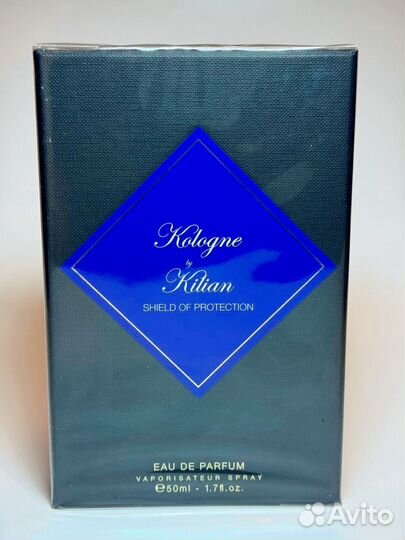 Kologne
by
Kilian
SHIELD OF PROTECTION
EAU DE PARFUM
VAPORISATEUR SPRAY
℮50ml - 1.7fl.oz.
Avito